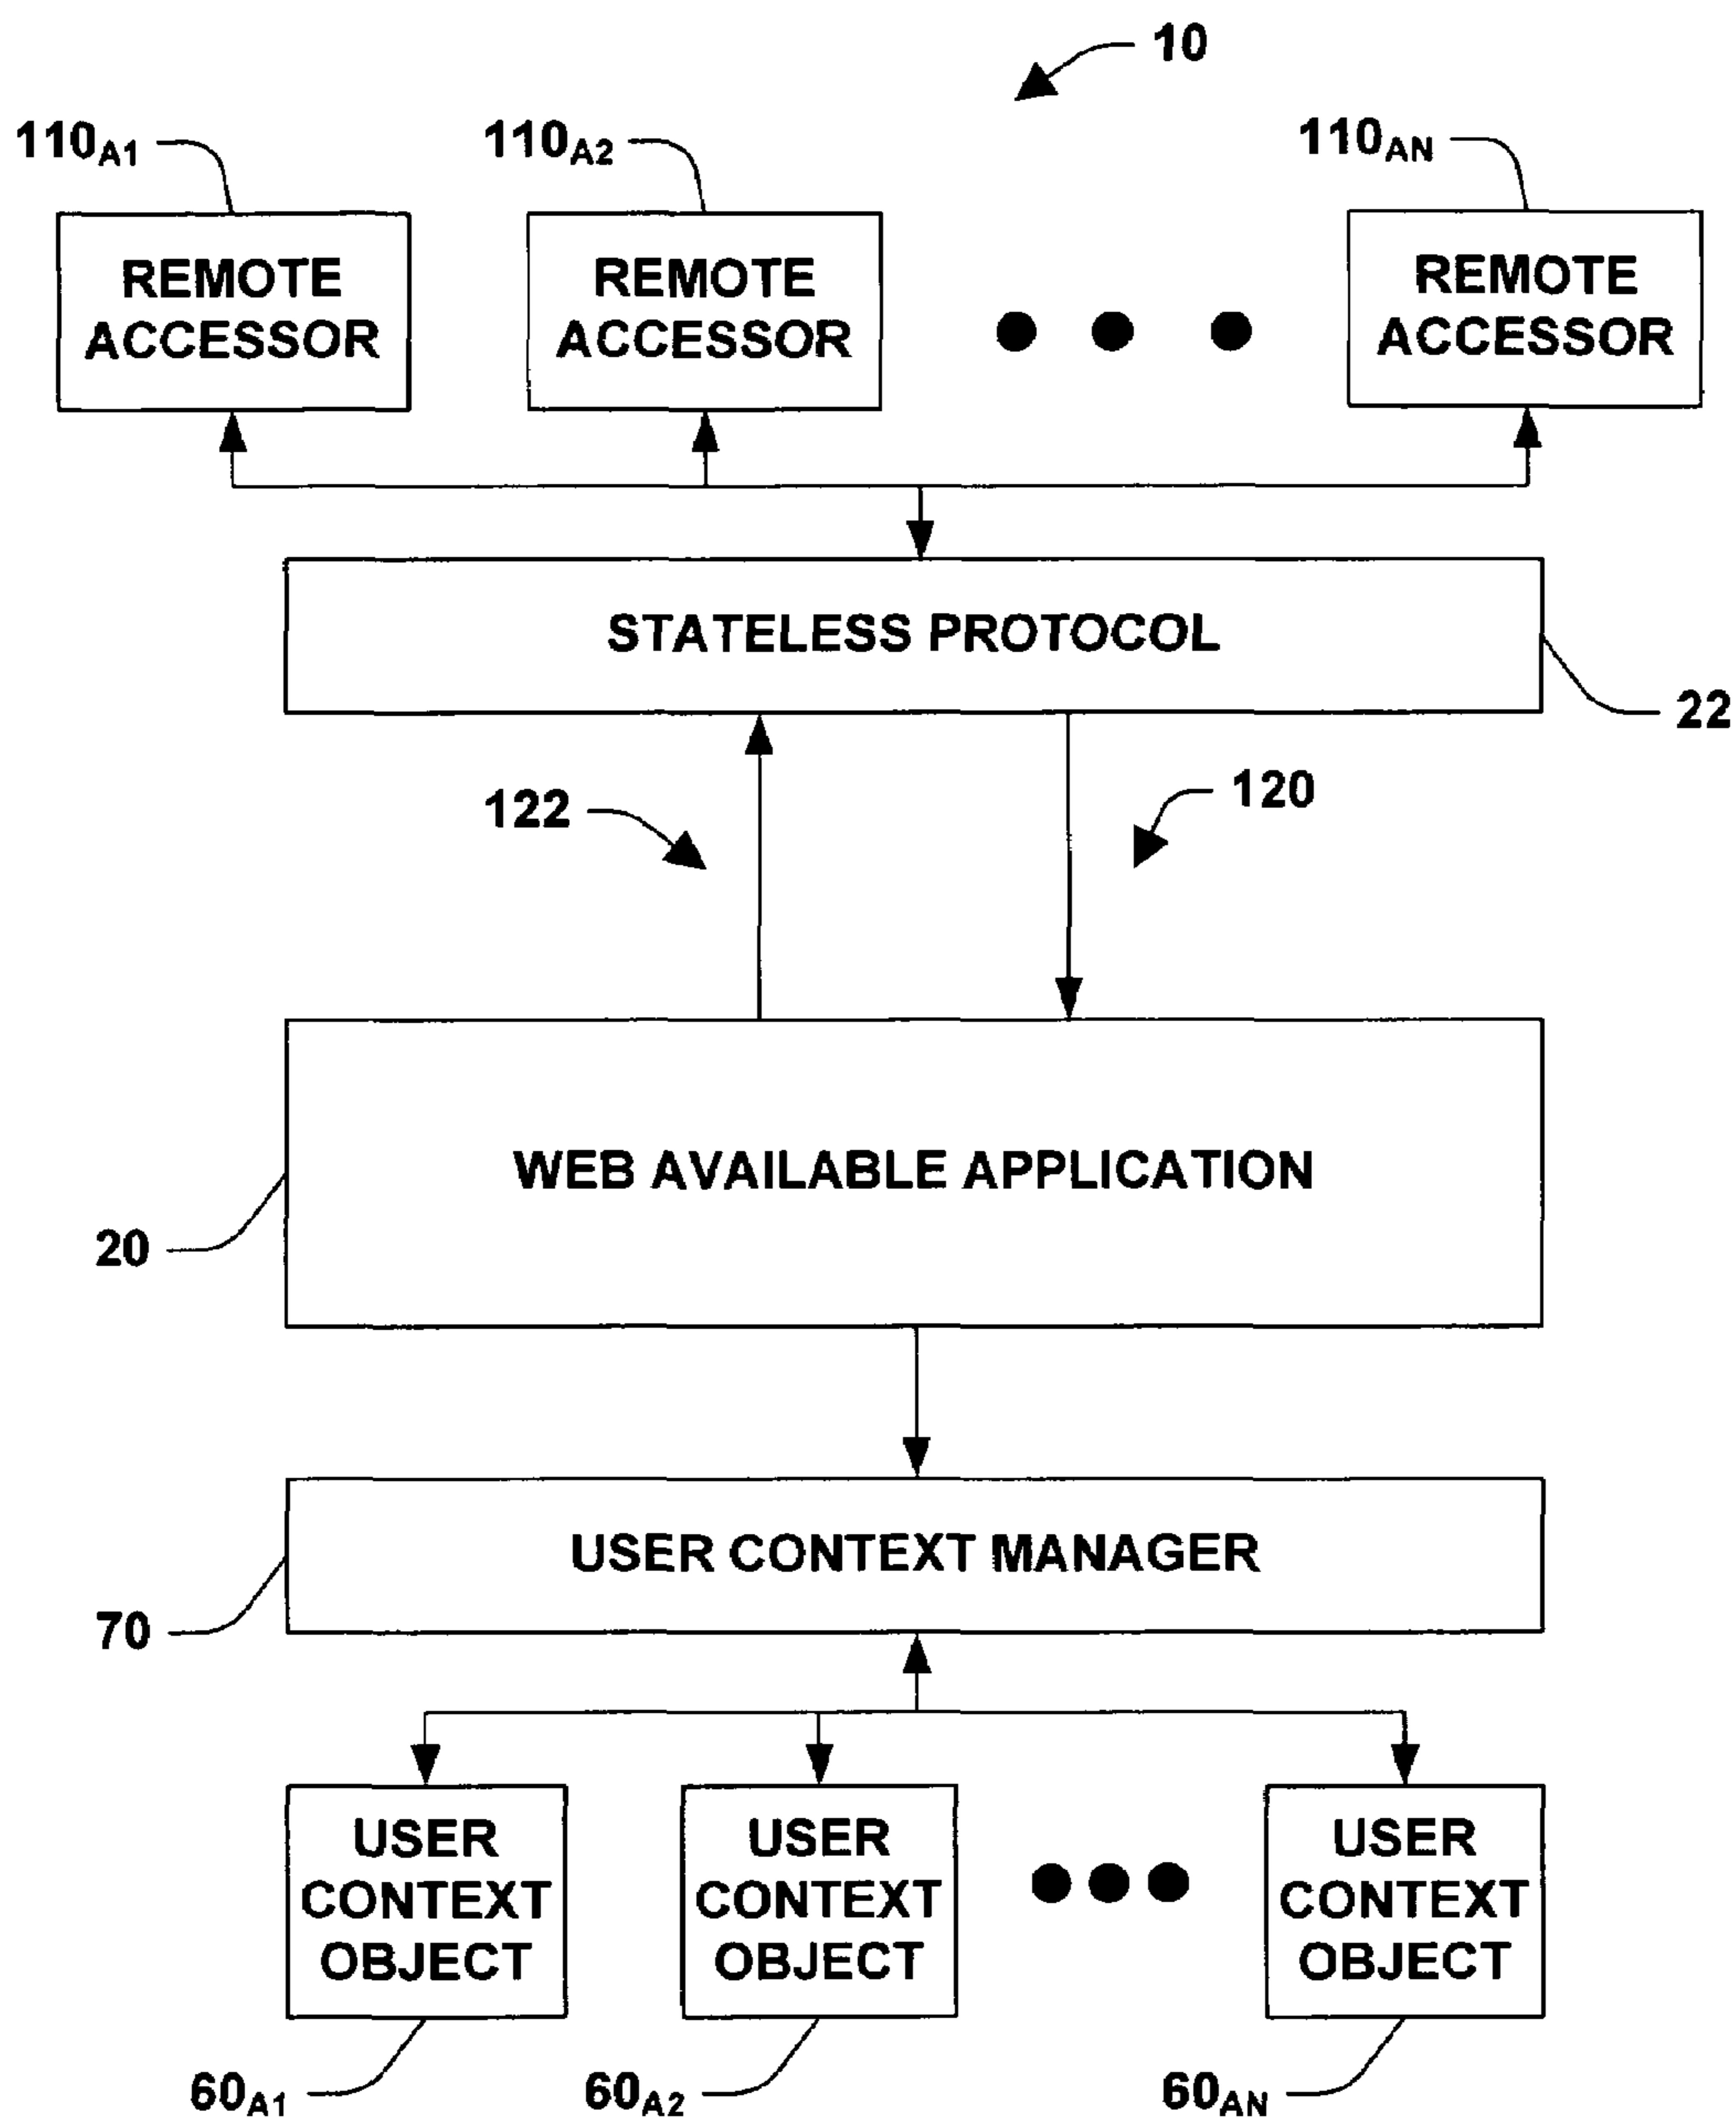 10
110A1
110A2
110AN
REMOTE
ACCESSOR
REMOTE
ACCESSOR
REMOTE
ACCESSOR
STATELESS PROTOCOL
22
122
120
WEB AVAILABLE APPLICATION
20
USER CONTEXT MANAGER
70
USER
CONTEXT
OBJECT
USER
CONTEXT
OBJECT
USER
CONTEXT
OBJECT
60A1
60A2
60AN